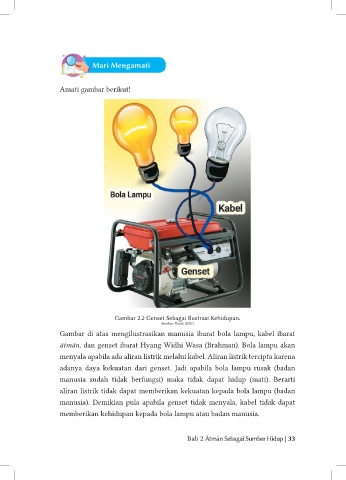 Mari Mengamati
Amati gambar berikut!
Bola Lampu
Kabel
Genset
Gambar 2.2 Genset Sebagai Ilustrasi Kehidupan.
Gambar di atas mengilustrasikan manusia ibarat bola lampu, kabel ibarat
ātmān, dan genset ibarat Hyang Widhi Wasa (Brahman). Bola lampu akan
menyala apabila ada aliran listrik melalui kabel. Aliran listrik tercipta karena
adanya daya kekuatan dari genset. Jadi apabila bola lampu rusak (badan
manusia sudah tidak berfungsi) maka tidak dapat hidup (mati). Berarti
aliran listrik tidak dapat memberikan kekuatan kepada bola lampu (badan
manusia). Demikian pula apabila genset tidak menyala, kabel tidak dapat
memberikan kehidupan kepada bola lampu atau badan manusia.
Bab 2 Ātmān Sebagai Sumber Hidup | 33